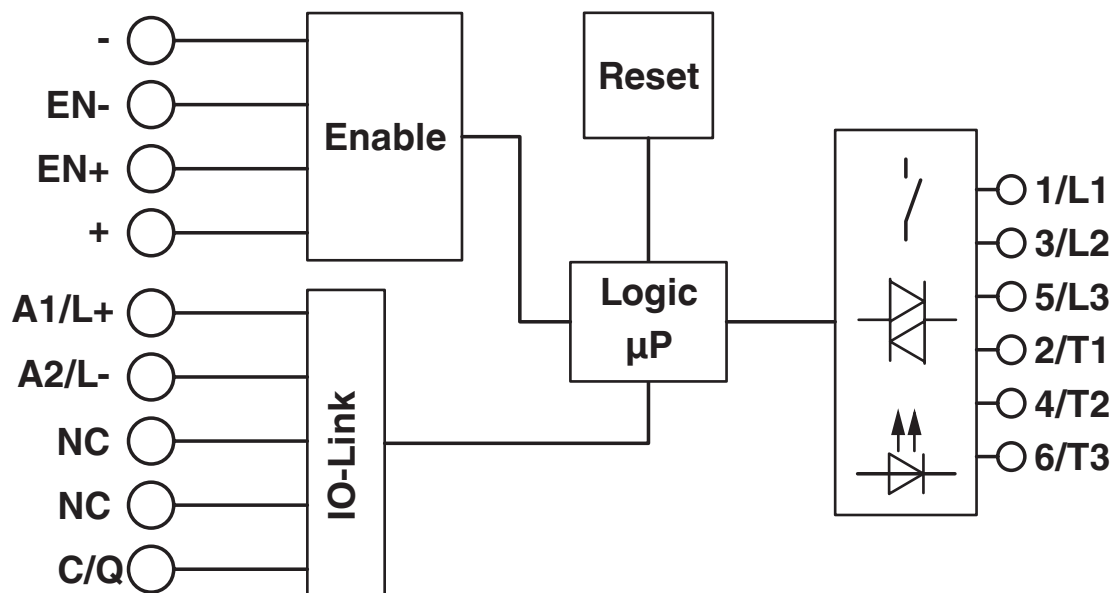 -
EN-
EN+
+
Enable
Reset
A1/L+
A2/L-
NC
NC
C/Q
IO-Link
Logic
µP
1/L1
3/L2
5/L3
2/T1
4/T2
6/T3